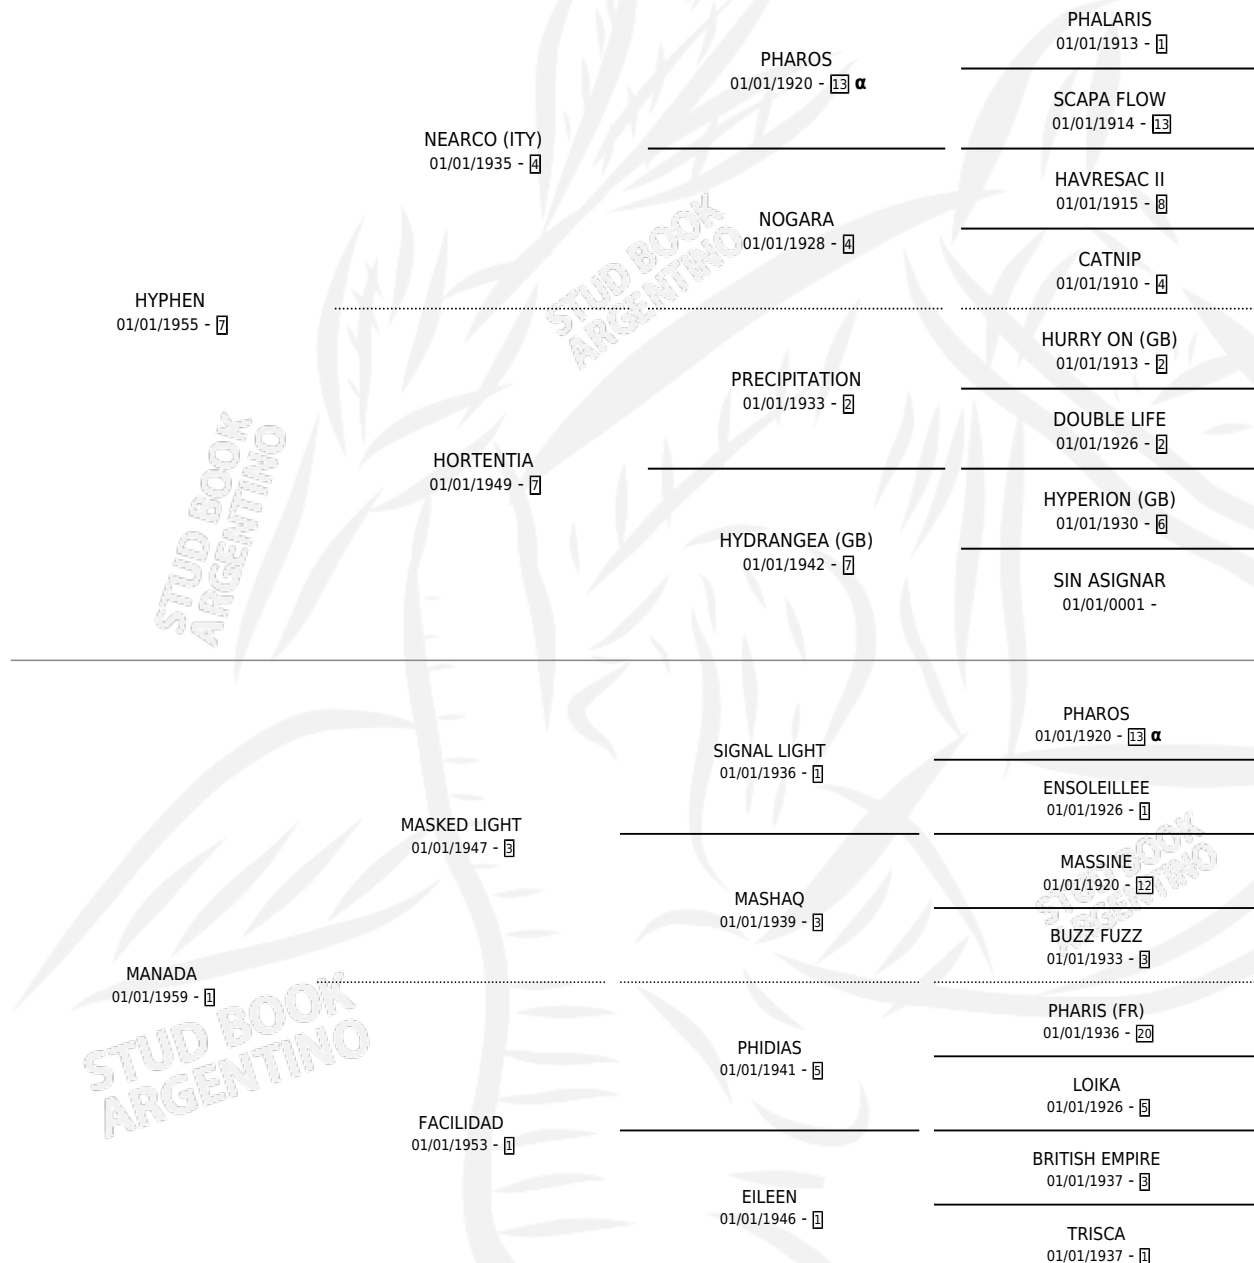 PHALARIS
01/01/1913 - 1
PHAROS
01/01/1920 - 13 α
SCAPA FLOW
01/01/1914 - 13
NEARCO (ITY)
01/01/1935 - 4
HAVRESAC II
01/01/1915 - 8
NOGARA
01/01/1928 - 4
CATNIP
01/01/1910 - 4
HYPHEN
01/01/1955 - 7
HURRY ON (GB)
01/01/1913 - 2
PRECIPITATION
01/01/1933 - 2
DOUBLE LIFE
01/01/1926 - 2
HORTENTIA
01/01/1949 - 7
HYPERION (GB)
01/01/1930 - 6
HYDRANGEA (GB)
01/01/1942 - 7
SIN ASIGNAR
01/01/0001 -
PHAROS
01/01/1920 - 13 α
SIGNAL LIGHT
01/01/1936 - 1
ENSOLEILLEE
01/01/1926 - 1
MASKED LIGHT
01/01/1947 - 3
MASSINE
01/01/1920 - 12
MASHAQ
01/01/1939 - 3
BUZZ FUZZ
01/01/1933 - 3
MANADA
01/01/1959 - 1
PHARIS (FR)
01/01/1936 - 20
PHIDIAS
01/01/1941 - 5
LOIKA
01/01/1926 - 5
FACILIDAD
01/01/1953 - 1
BRITISH EMPIRE
01/01/1937 - 3
EILEEN
01/01/1946 - 1
TRISCA
01/01/1937 - 1
STUD BOOK
ARGENTINO
STUD BOOK
ARGENTINO
STUD BOOK
ARGENTINO
STUD BOOK
ARGENTINO